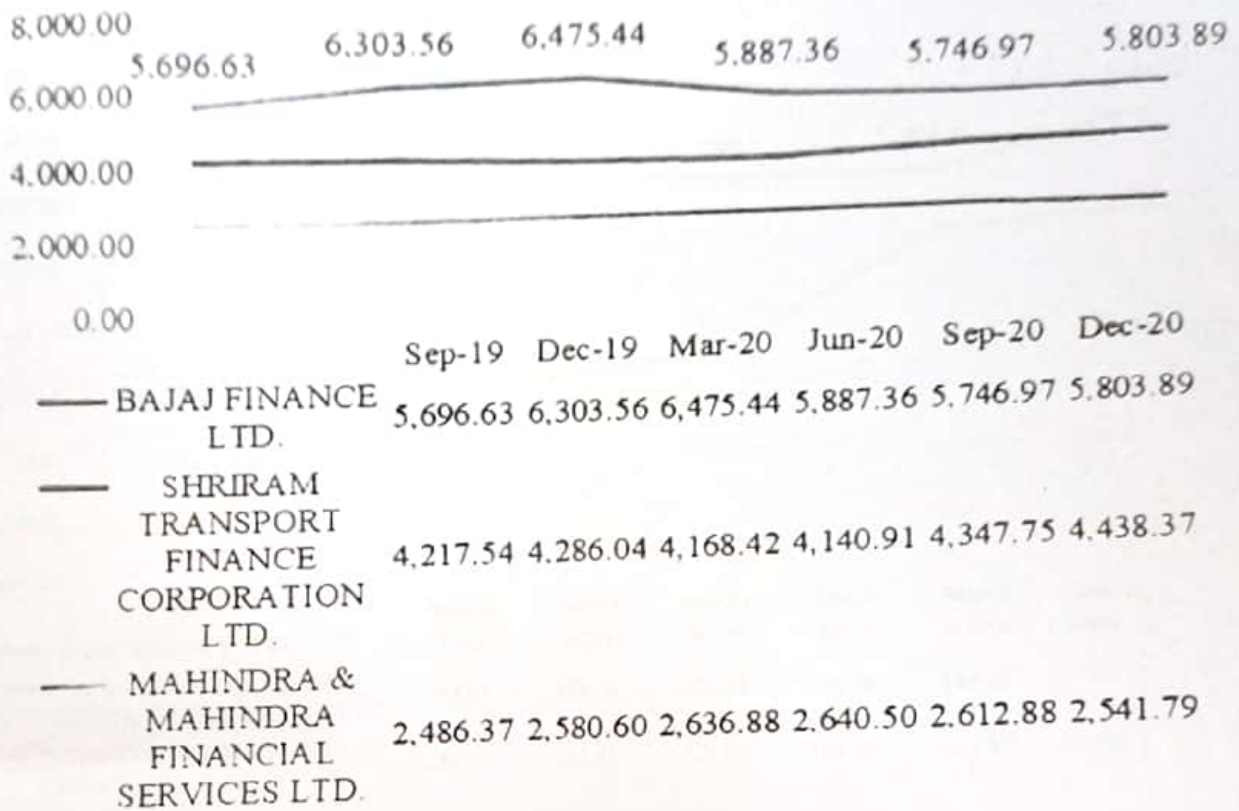 8,000.00
5.696.63 6,303.56 6,475.44 5.887.36 5.746.97 5.803.89
6,000.00
4,000.00
2,000.00
0.00
Sep-19 Dec-19 Mar-20 Jun-20 Sep-20 Dec-20
BAJAJ FINANCE
LTD.
5,696.63 6,303.56 6,475.44 5,887.36 5,746.97 5,803.89
SHRIRAM
TRANSPORT
FINANCE
CORPORATION
LTD.
4,217.54 4,286.04 4,168.42 4,140.91 4,347.75 4,438.37
MAHINDRA &
MAHINDRA
FINANCIAL
SERVICES LTD.
2,486.37 2,580.60 2,636.88 2,640.50 2,612.88 2,541.79